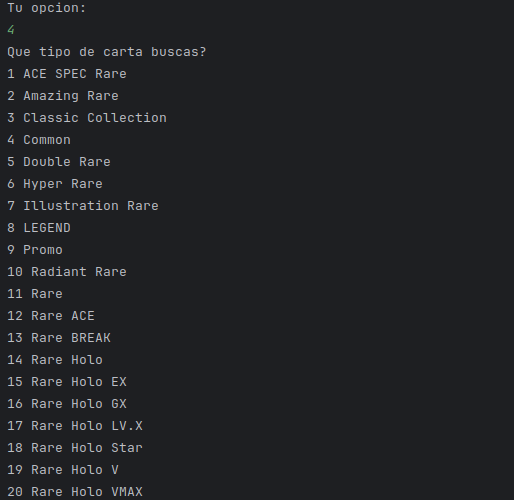 Tu opcion:
4
Que tipo de carta buscas?
1 ACE SPEC Rare
2 Amazing Rare
3 Classic Collection
4 Common
5 Double Rare
6 Hyper Rare
7 Illustration Rare
8 LEGEND
9 Promo
10 Radiant Rare
11 Rare
12 Rare ACE
13 Rare BREAK
14 Rare Holo
15 Rare Holo EX
16 Rare Holo GX
17 Rare Holo LV.X
18 Rare Holo Star
19 Rare Holo V
20 Rare Holo VMAX